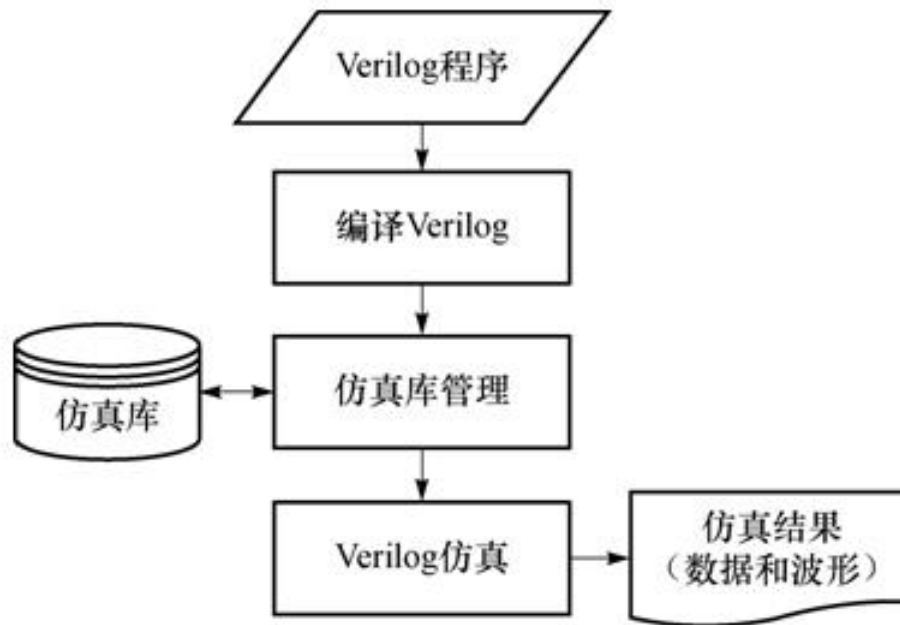 Verilog程序
编译Verilog
仿真库管理
仿真库
Verilog仿真
仿真结果
（数据和波形）